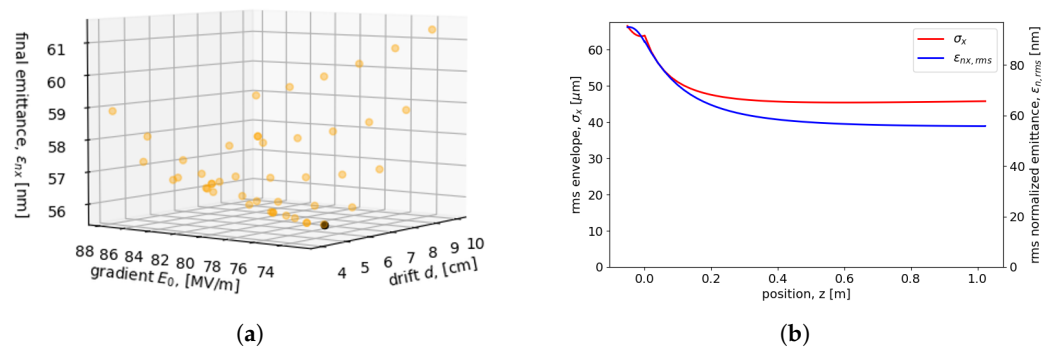 final emittance, εnx [nm]
61
60
59
58
57
56
88 86 84 82 80 78 76 74
gradient E0, [MV/m]
4 5 6 7 8 9 10
drift d, [cm]
(a)
rms envelope, σx [μm]
60
50
40
30
20
10
0
σx
εnx, rms
80
60
40
20
0
rms normalized emittance, εn, rms [nm]
0.0 0.2 0.4 0.6 0.8 1.0
position, z [m]
(b)